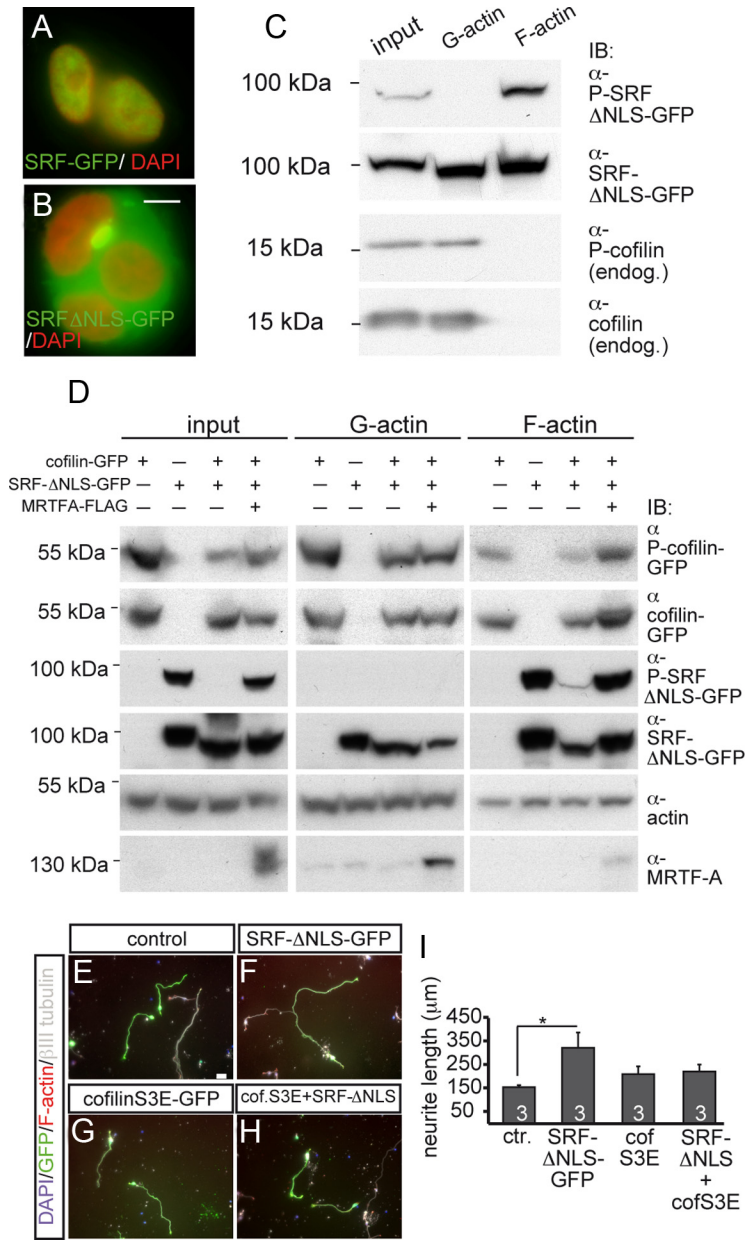 A
SRF-GFP/ DAPI
B
SRFΔNLS-GFP
/DAPI
C
input G-actin F-actin
IB:
100 kDa
α-
P-SRF
ΔNLS-GFP
100 kDa
α-
SRF-
ΔNLS-GFP
15 kDa
α-
P-cofilin
(endog.)
15 kDa
α-
cofilin
(endog.)
D
input G-actin F-actin
cofilin-GFP + — + + + — + + + — + +
SRF-ΔNLS-GFP — + + + — + + + — + + +
MRTFA-FLAG — — — + — — — + — — — +
IB:
55 kDa
α
P-cofilin-
GFP
55 kDa
α
cofilin-
GFP
100 kDa
α-
P-SRF
ΔNLS-GFP
100 kDa
α-
SRF-
ΔNLS-GFP
55 kDa
α-
actin
130 kDa
α-
MRTF-A
DAPI/GFP/F-actin/βIII tubulin
control
SRF-ΔNLS-GFP
E
F
cofilinS3E-GFP
cof.S3E+SRF-ΔNLS
G
H
I
neurite length (μm)
450
350
250
150
50
*
3 3 3 3
ctr.
SRF-
ΔNLS-
GFP
cof
S3E
SRF-
ΔNLS
+
cofS3E